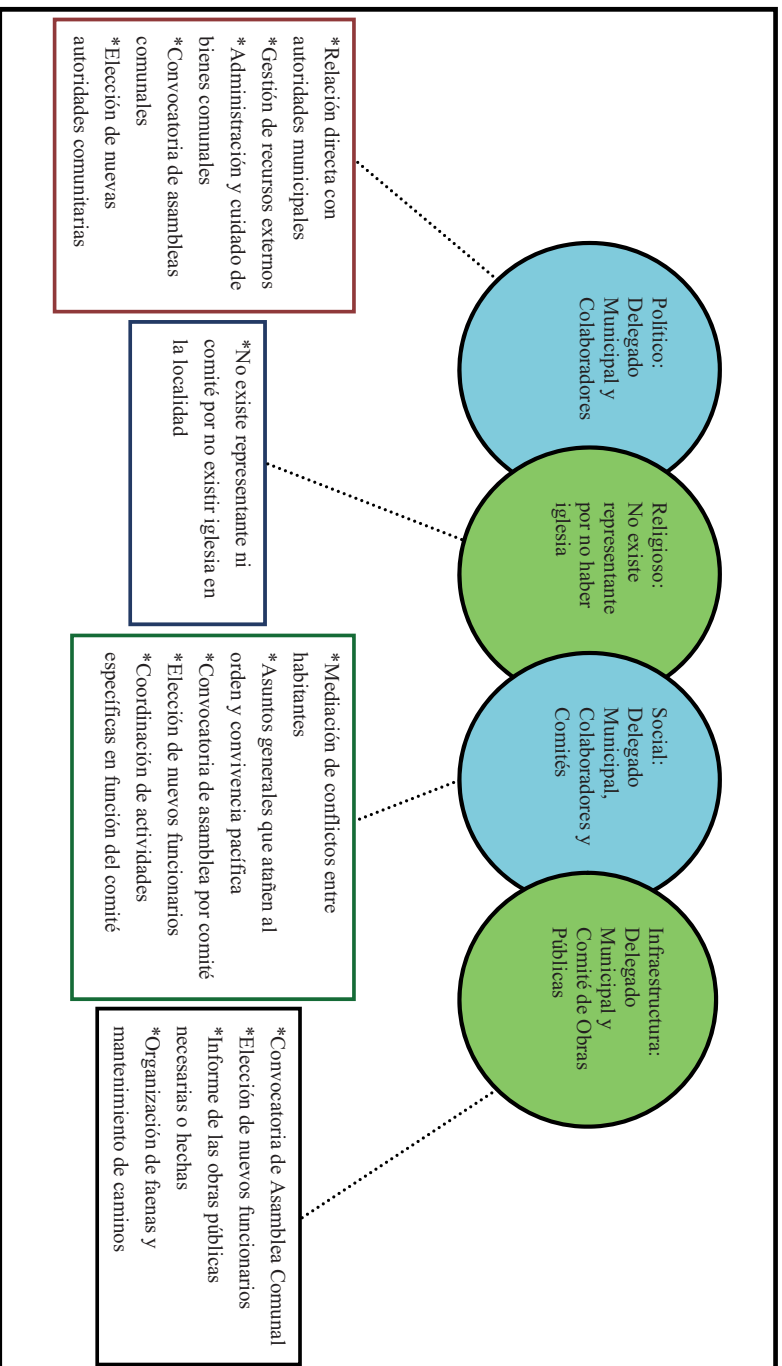 Político:
Delegado
Municipal y
Colaboradores
Religioso:
No existe
representante
por no haber
iglesia
Social:
Delegado
Municipal,
Colaboradores y
Comités
Infraestructura:
Delegado
Municipal y
Comité de Obras
Públicas
*Relación directa con
autoridades municipales
*Gestión de recursos externos
*Administración y cuidado de
bienes comunales
*Convocatoria de asambleas
comunales
*Elección de nuevas
autoridades comunitarias
*No existe representante ni
comité por no existir iglesia en
la localidad
*Mediación de conflictos entre
habitantes
*Asuntos generales que atañen al
orden y convivencia pacífica
*Convocatoria de asamblea por comité
*Elección de nuevos funcionarios
*Coordinación de actividades
específicas en función del comité
*Convocatoria de Asamblea Comunal
*Elección de nuevos funcionarios
*Informe de las obras públicas
necesarias o hechas
*Organización de faenas y
mantenimiento de caminos